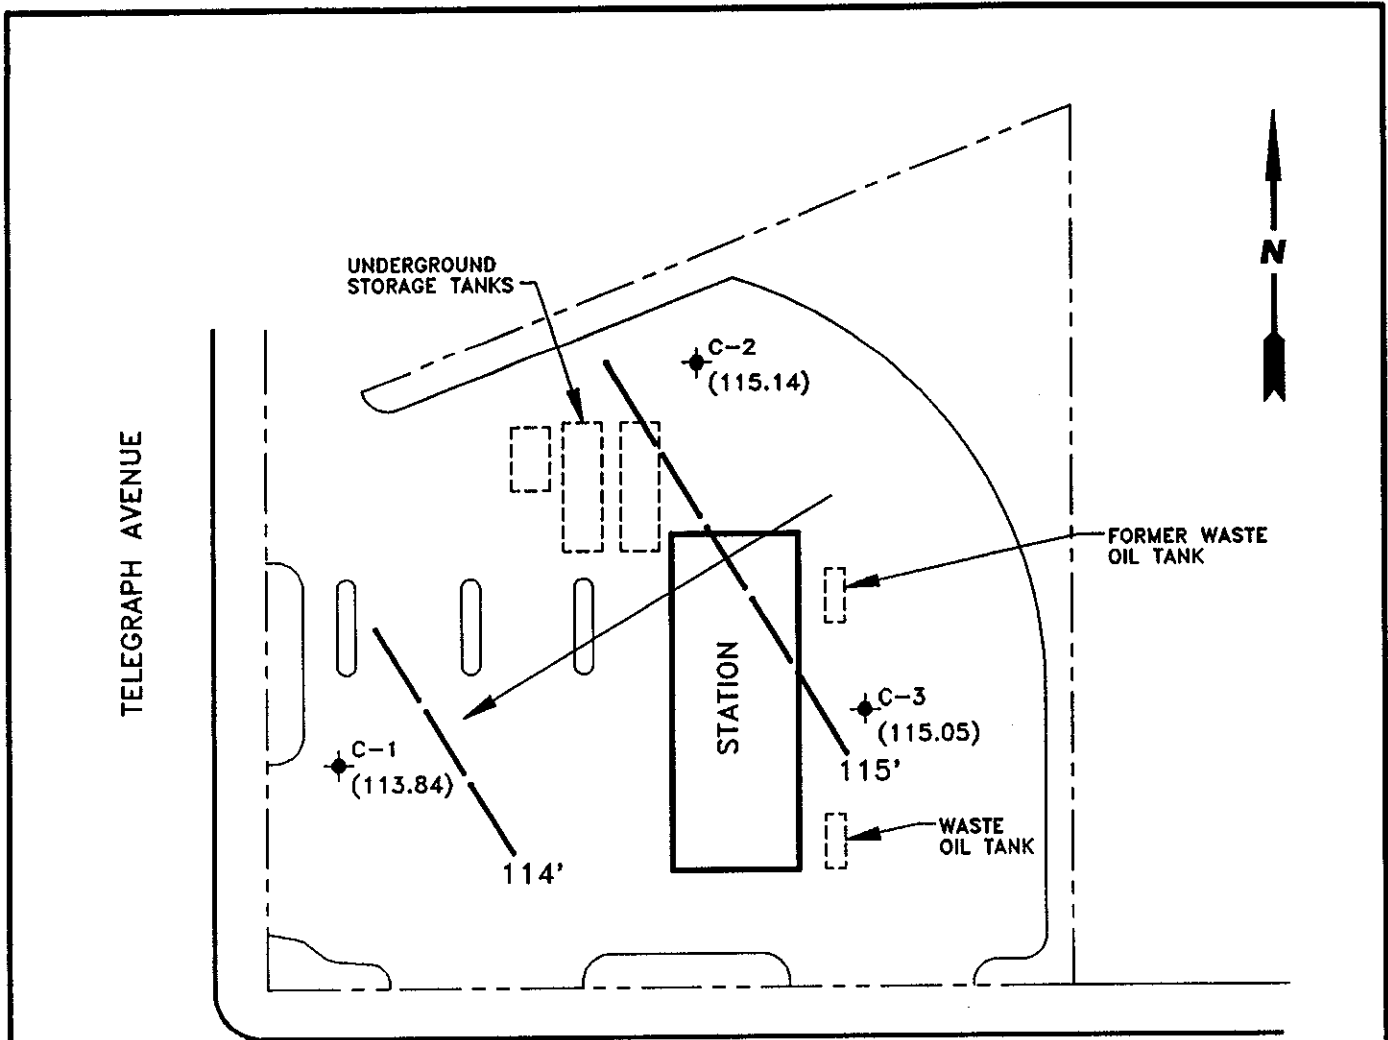 N
UNDERGROUND
STORAGE TANKS
C-2
(115.14)
TELEGRAPH AVENUE
FORMER WASTE
OIL TANK
STATION
C-3
(115.05)
115'
C-1
(113.84)
WASTE
OIL TANK
114'